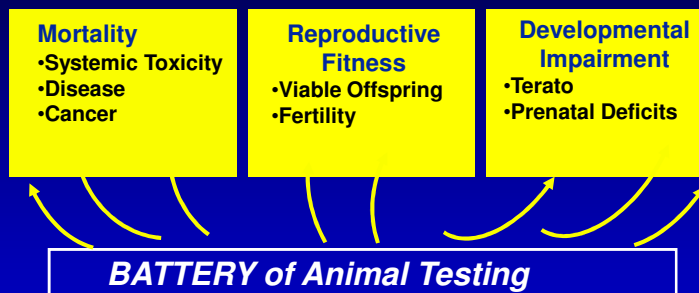 Mortality
•Systemic Toxicity
•Disease
•Cancer
Reproductive
Fitness
•Viable Offspring
•Fertility
Developmental
Impairment
•Terato
•Prenatal Deficits
BATTERY of Animal Testing